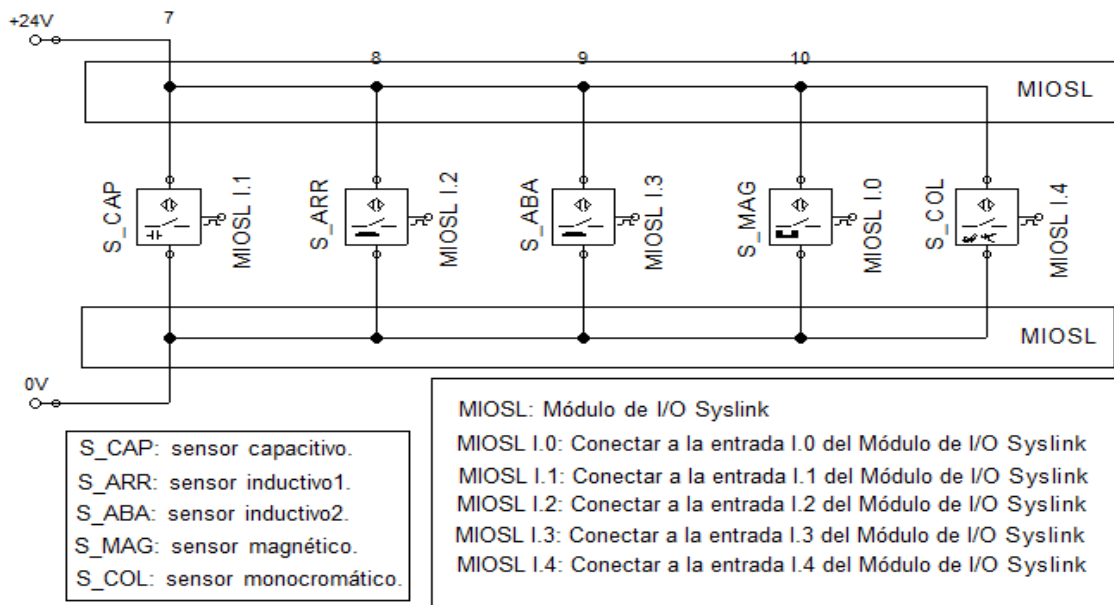 +24V
7
8
9
10
MIOSL
S_CAP
MIOSL I.1
S_ARR
MIOSL I.2
S_ABA
MIOSL I.3
S_MAG
MIOSL I.0
S_COL
MIOSL I.4
MIOSL
0V
S_CAP: sensor capacitivo.
S_ARR: sensor inductivo1.
S_ABA: sensor inductivo2.
S_MAG: sensor magnético.
S_COL: sensor monocromático.
MIOSL: Módulo de I/O Syslink
MIOSL I.0: Conectar a la entrada I.0 del Módulo de I/O Syslink
MIOSL I.1: Conectar a la entrada I.1 del Módulo de I/O Syslink
MIOSL I.2: Conectar a la entrada I.2 del Módulo de I/O Syslink
MIOSL I.3: Conectar a la entrada I.3 del Módulo de I/O Syslink
MIOSL I.4: Conectar a la entrada I.4 del Módulo de I/O Syslink